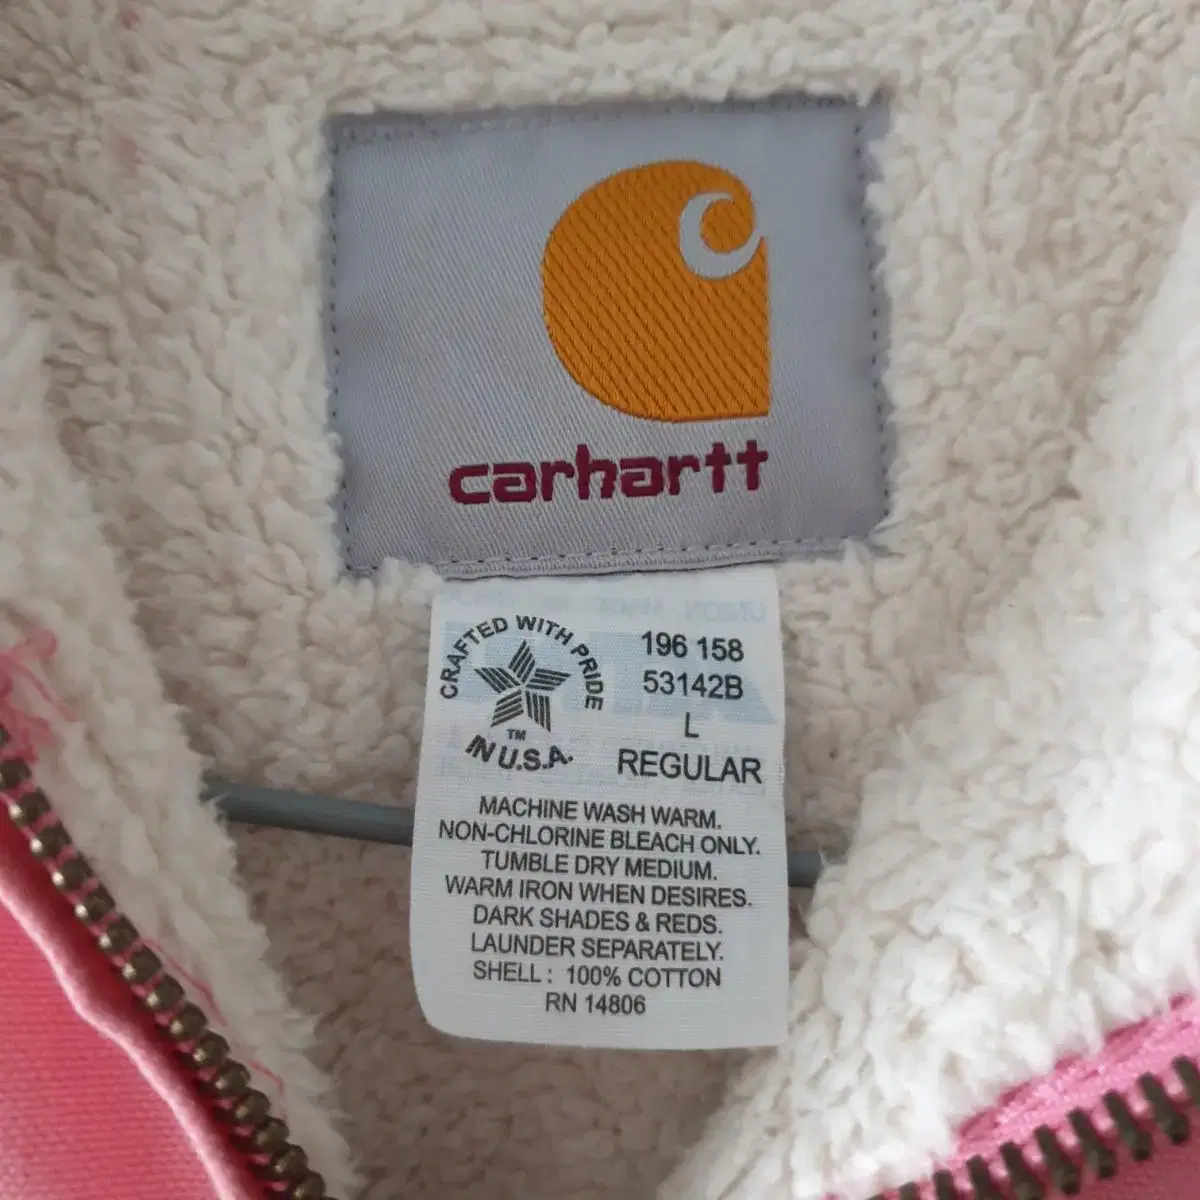 carhartt
CRAFTED WITH PRIDE
TM
IN U.S.A.
196 158
53142B
L
REGULAR
MACHINE WASH WARM.
NON-CHLORINE BLEACH ONLY.
TUMBLE DRY MEDIUM.
WARM IRON WHEN DESIRES.
DARK SHADES & REDS.
LAUNDER SEPARATELY.
SHELL : 100% COTTON
RN 14806